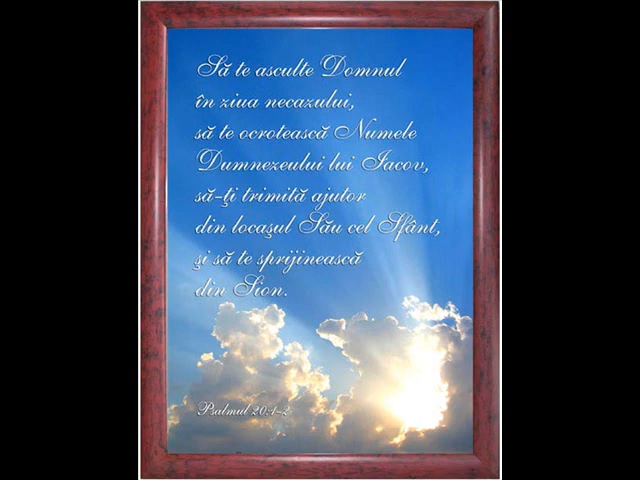 Să te asculte Domnul
în ziua necazului,
să te ocrotească Numele
Dumnezeului lui Iacov,
să-ţi trimită ajutor
din locaşul Său cel Sfânt,
şi să te sprijinească
din Sion.
Psalmul 20:1-2